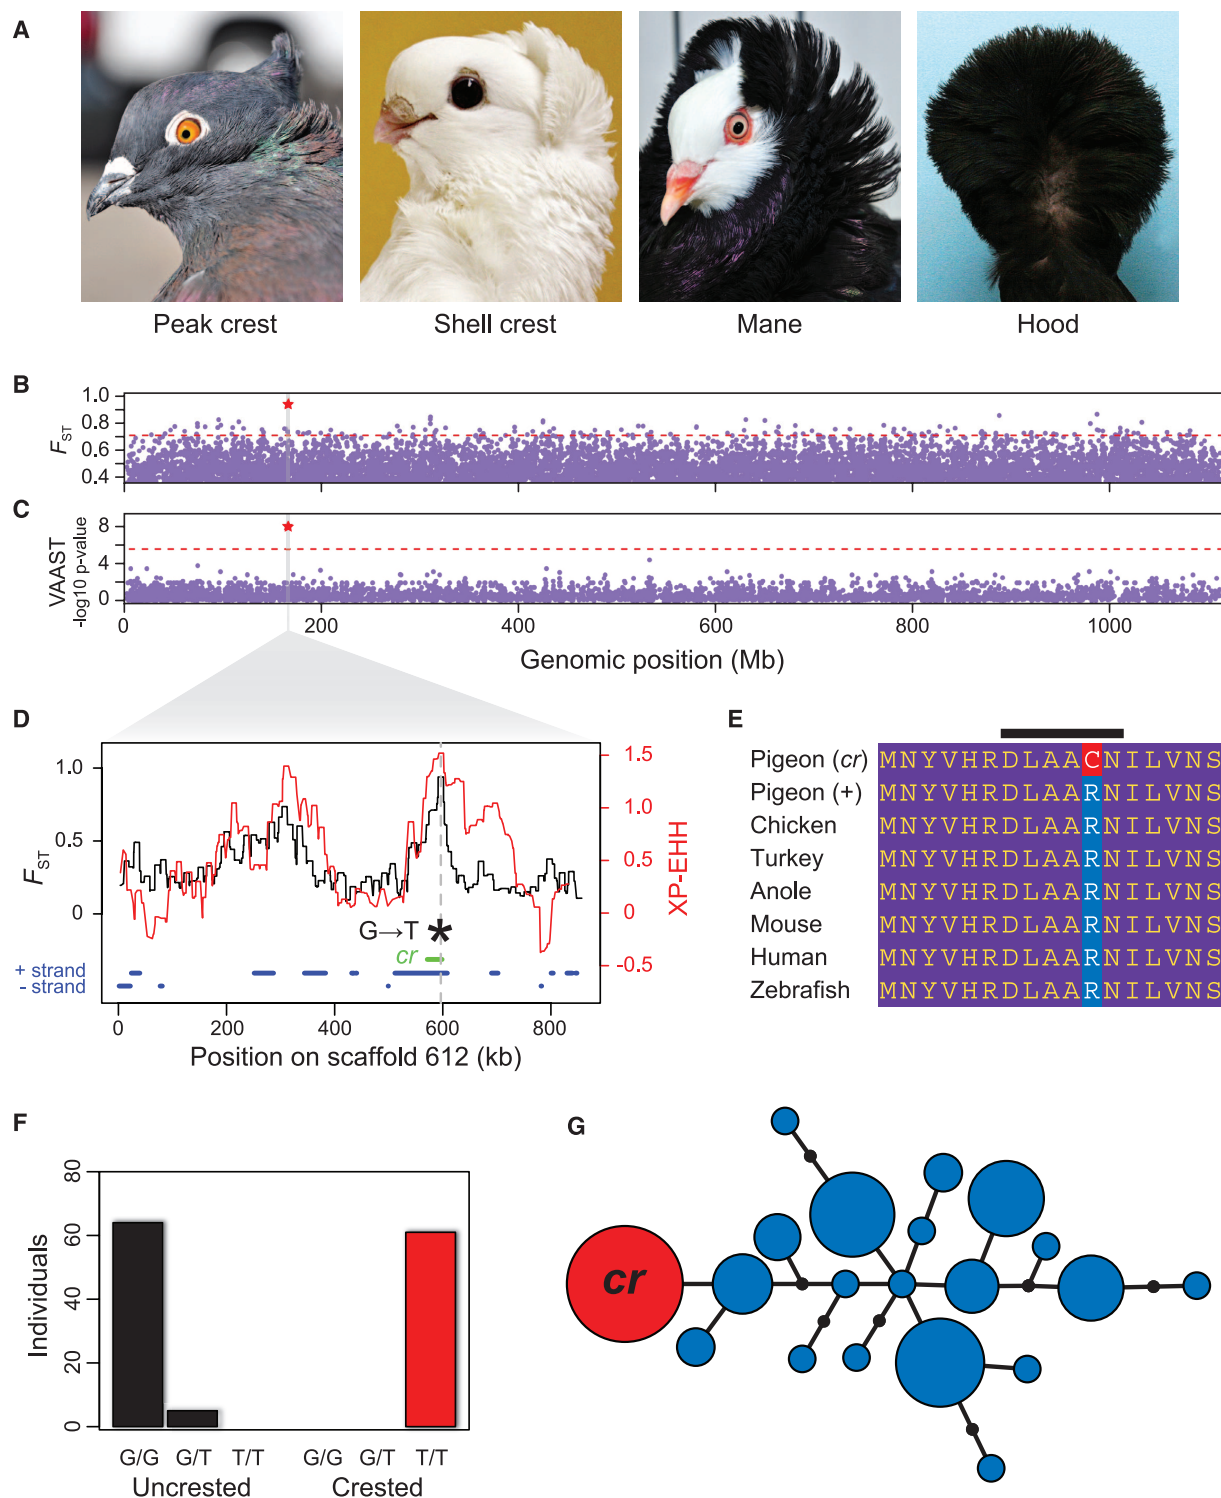 A
Peak crest
Shell crest
Mane
Hood
B
1.0
0.8
0.6
0.4
FST
C
8
4
0
VAAST
-log10 p-value
0
200
400
600
800
1000
Genomic position (Mb)
D
FST
1.0
0.5
0
1.5
1.0
0.5
0
-0.5
XP-EHH
G→T *
cr
+ strand
- strand
0
200
400
600
800
Position on scaffold 612 (kb)
E
Pigeon (cr) MNYVHRDLAACNILVNS
Pigeon (+) MNYVHRDLAARNILVNS
Chicken MNYVHRDLAARNILVNS
Turkey MNYVHRDLAARNILVNS
Anole MNYVHRDLAARNILVNS
Mouse MNYVHRDLAARNILVNS
Human MNYVHRDLAARNILVNS
Zebrafish MNYVHRDLAARNILVNS
F
80
60
40
20
0
Individuals
G/G G/T T/T G/G G/T T/T
Uncrested Crested
G
cr